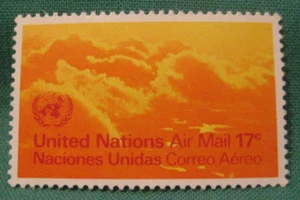 United Nations Air Mail 17c
Naciones Unidas Correo Aéreo